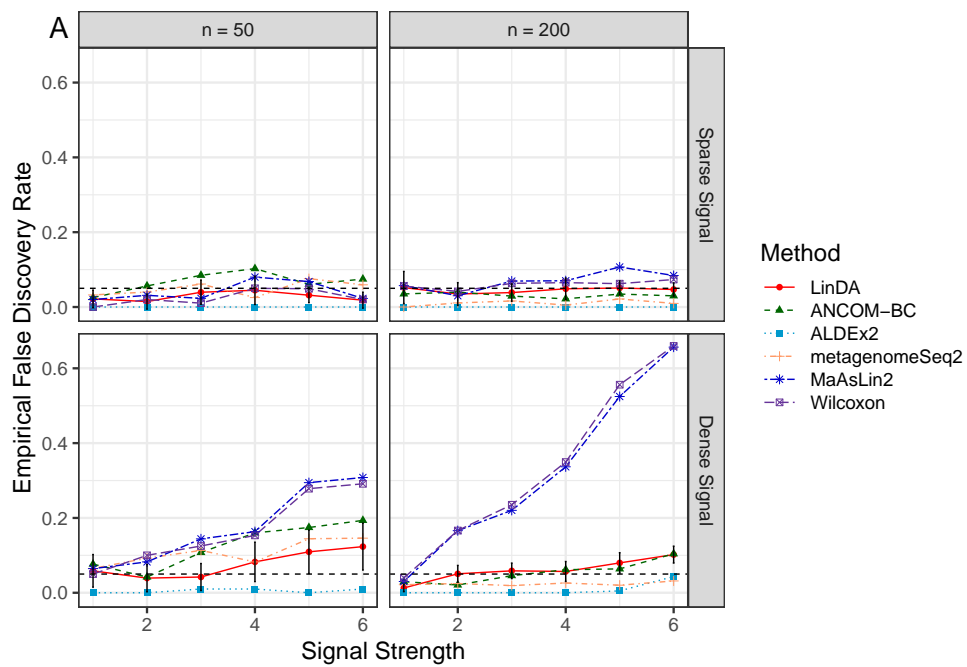 A
n = 50
n = 200
Empirical False Discovery Rate
0.6
0.4
0.2
0.0
Sparse Signal
0.6
0.4
0.2
0.0
Dense Signal
2
4
6
2
4
6
Signal Strength
Method
LinDA
ANCOM−BC
ALDEx2
metagenomeSeq2
MaAsLin2
Wilcoxon